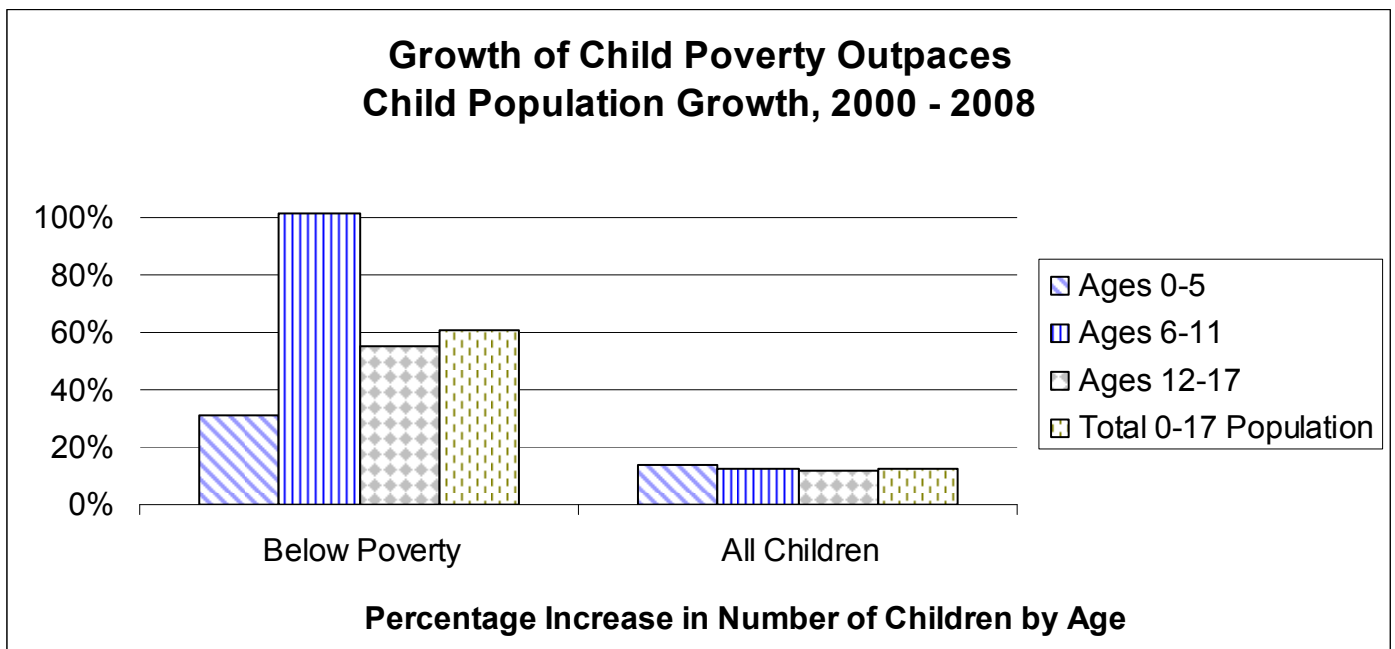 Growth of Child Poverty Outpaces
Child Population Growth, 2000 - 2008
100%
80%
60%
40%
20%
0%
Below Poverty
All Children
Ages 0-5
Ages 6-11
Ages 12-17
Total 0-17 Population
Percentage Increase in Number of Children by Age